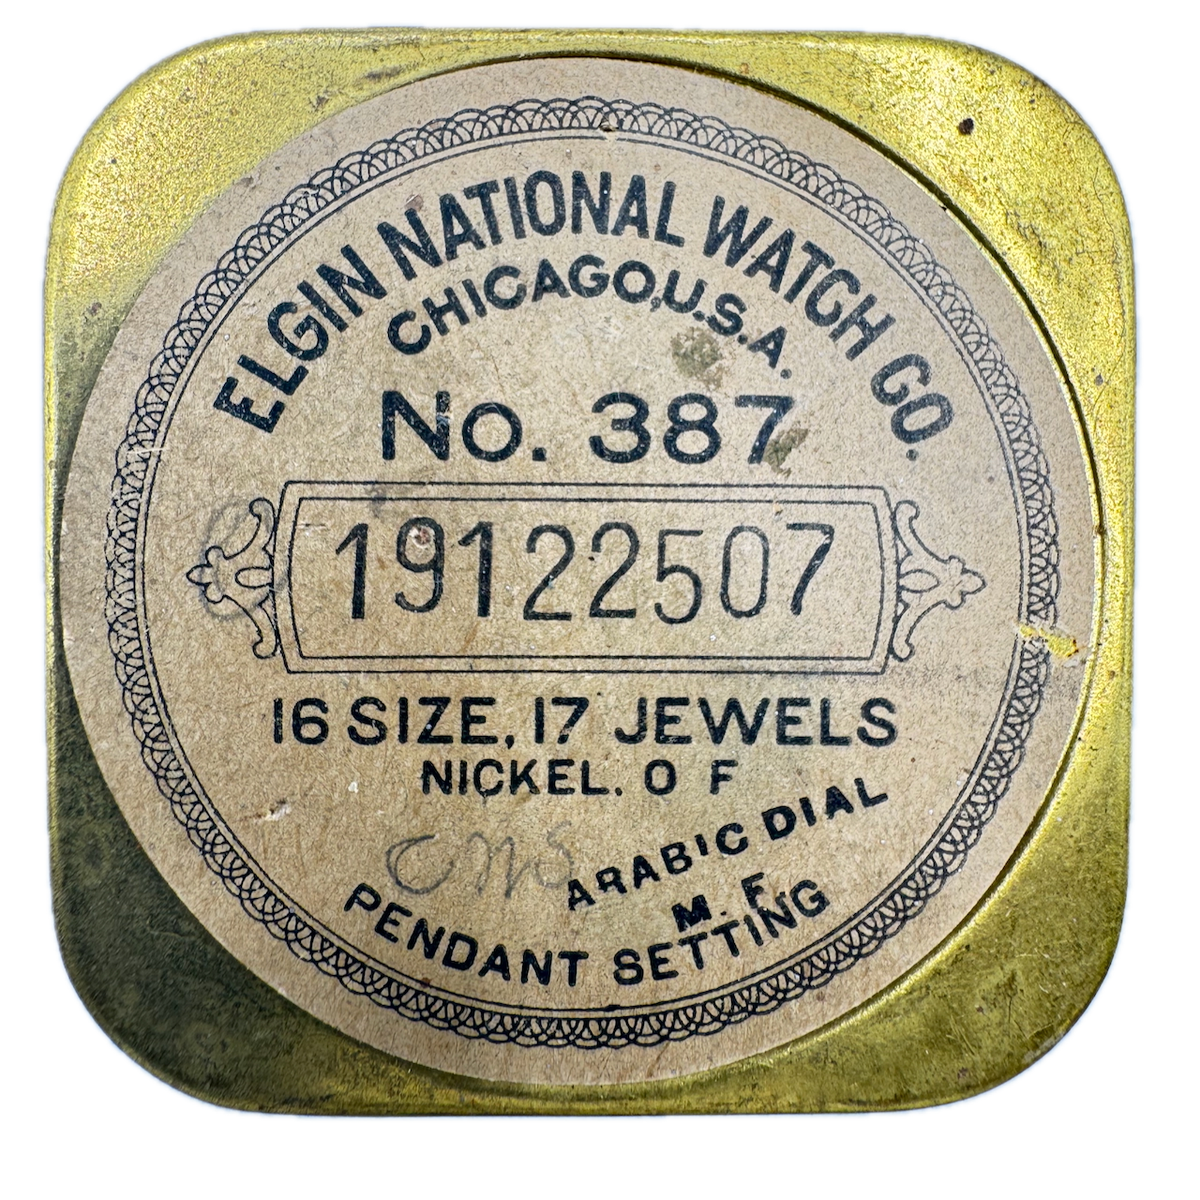 ELGIN NATIONAL WATCH CO.
CHICAGO, U.S.A.
No. 387
19122507
16 SIZE, 17 JEWELS
NICKEL. O F
ARABIC DIAL
M. F.
PENDANT SETTING